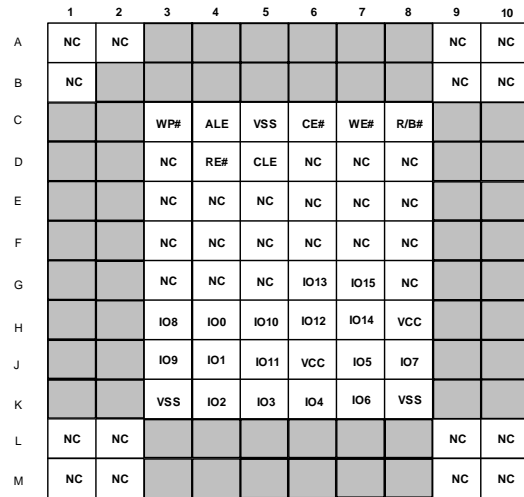 1 2 3 4 5 6 7 8 9 10
A NC NC NC NC
B NC NC NC
C WP# ALE VSS CE# WE# R/B#
D NC RE# CLE NC NC NC
E NC NC NC NC NC NC
F NC NC NC NC NC NC
G NC NC NC IO13 IO15 NC
H IO8 IO0 IO10 IO12 IO14 VCC
J IO9 IO1 IO11 VCC IO5 IO7
K VSS IO2 IO3 IO4 IO6 VSS
L NC NC NC NC
M NC NC NC NC